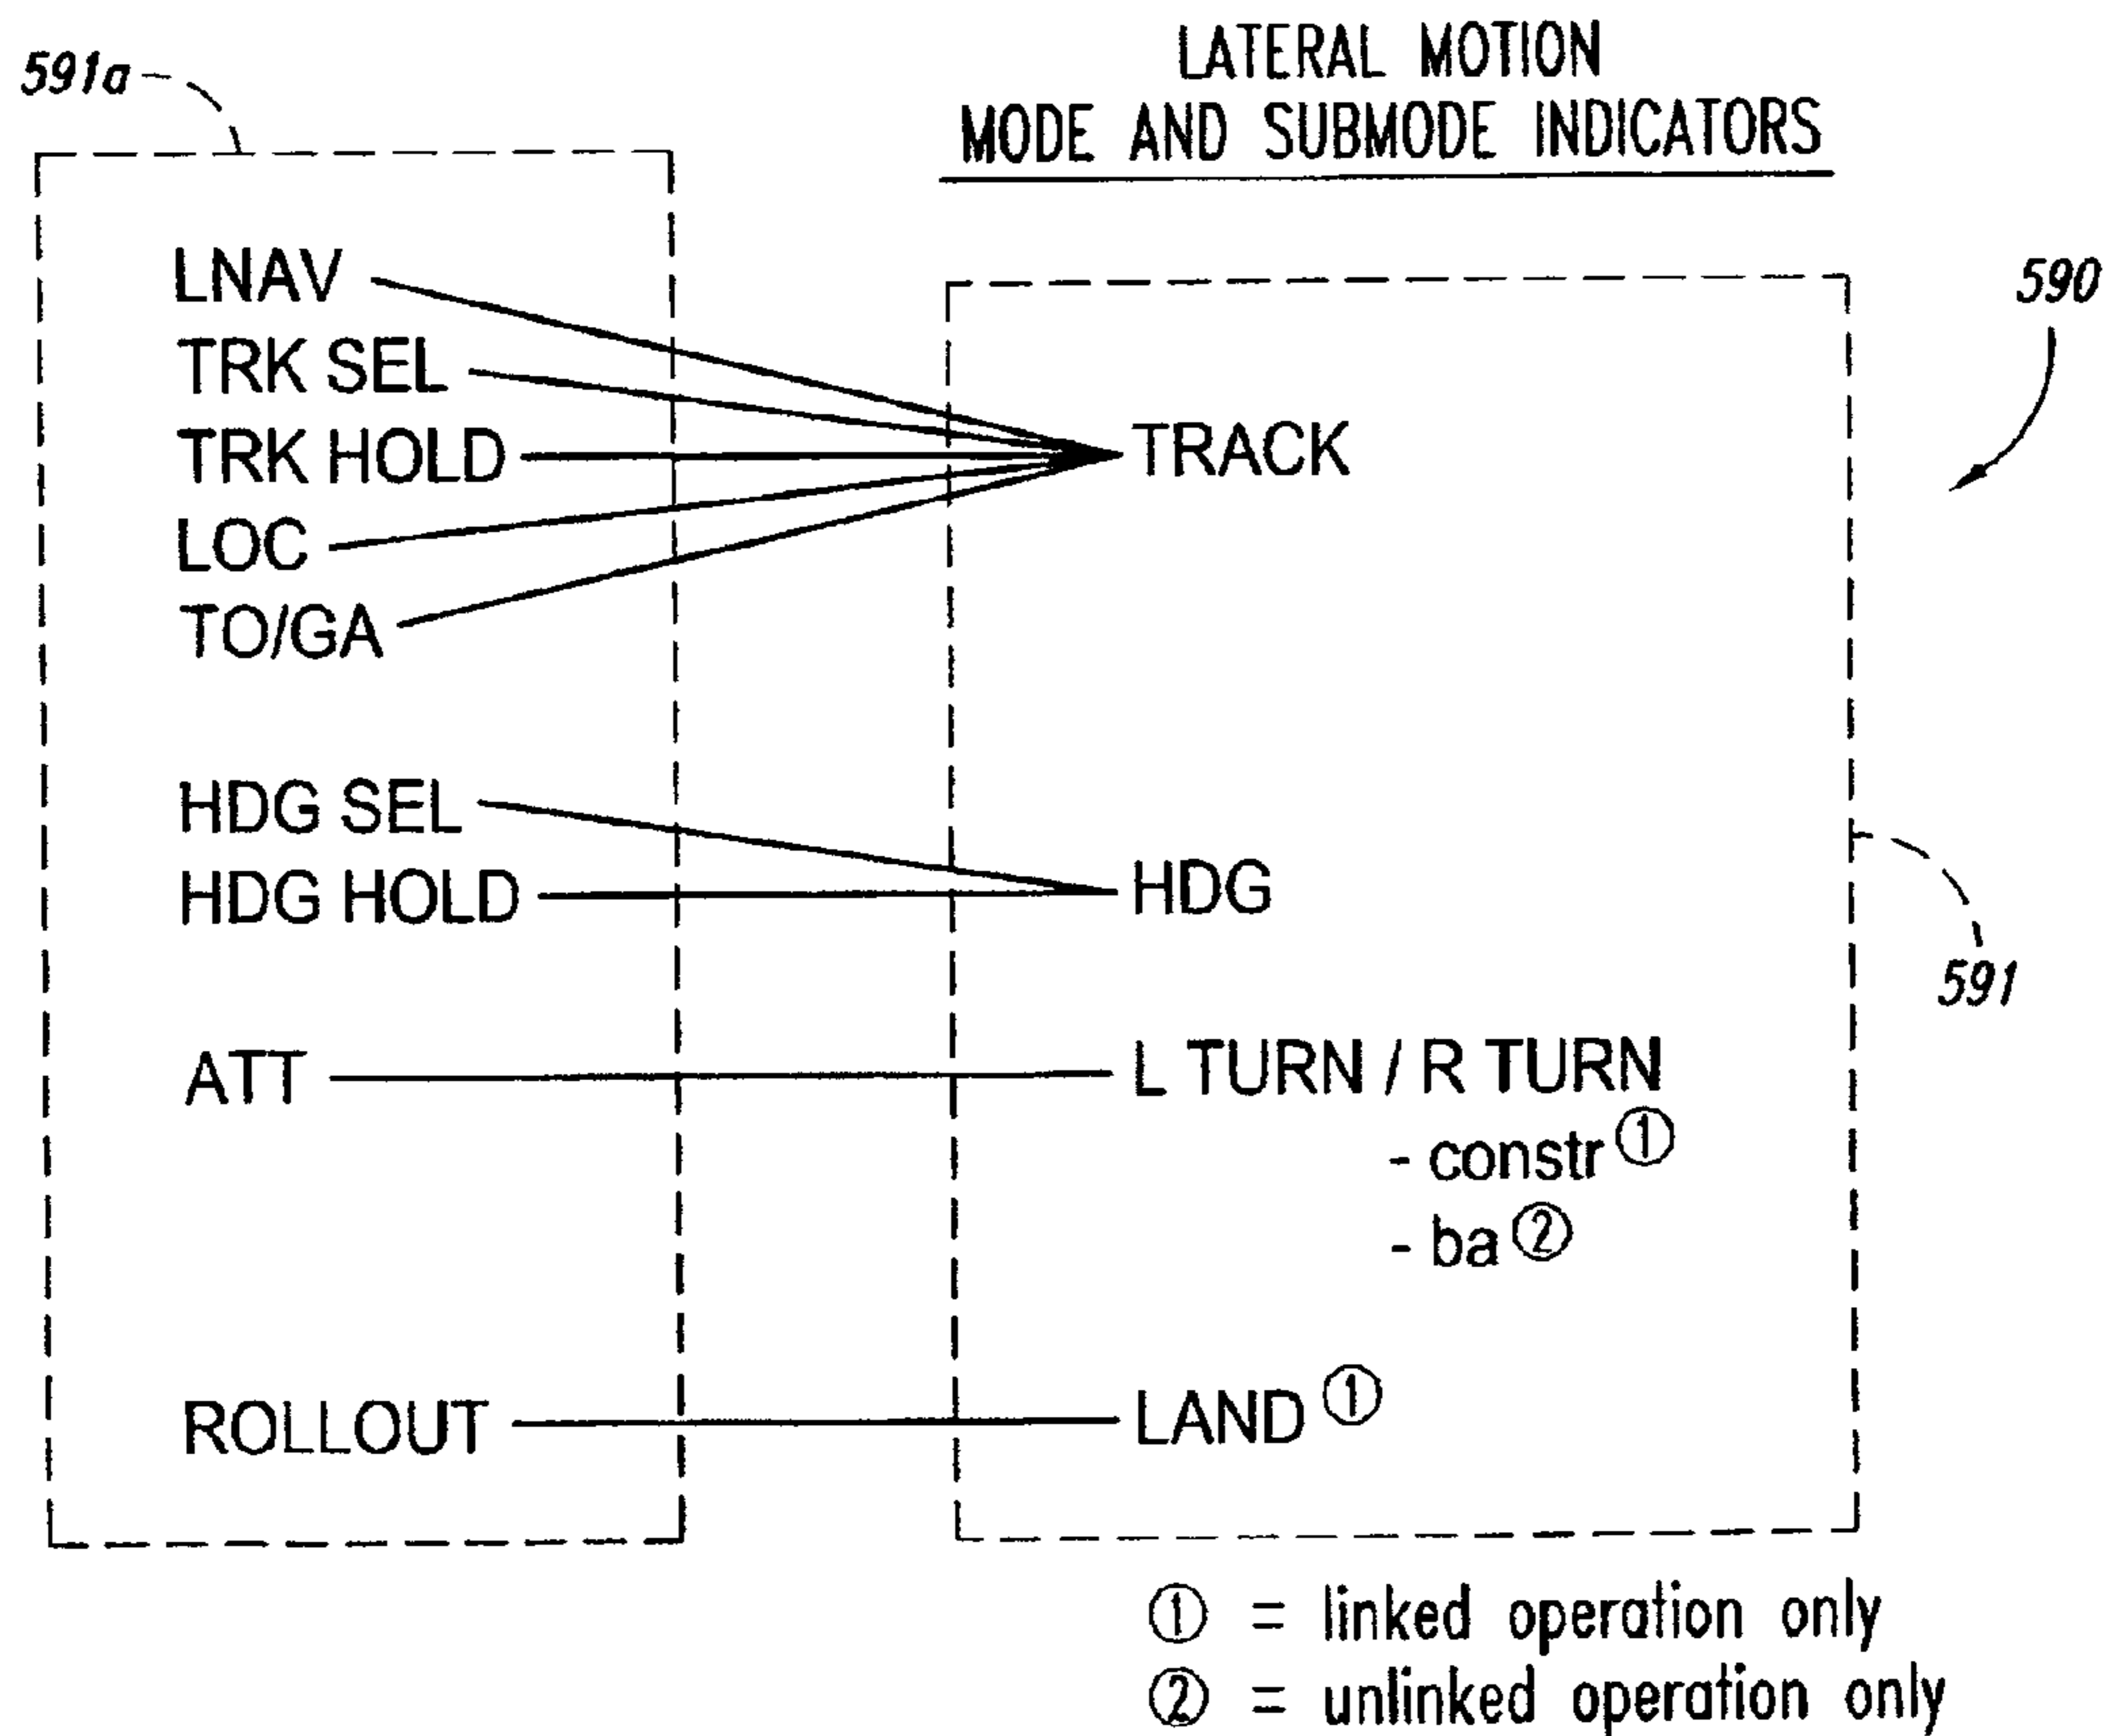 LATERAL MOTION
MODE AND SUBMODE INDICATORS
591a
LNAV
TRK SEL
TRK HOLD
LOC
TO/GA
HDG SEL
HDG HOLD
ATT
ROLLOUT
590
TRACK
HDG
591
L TURN / R TURN
- constr ①
- ba ②
LAND ①
① = linked operation only
② = unlinked operation only